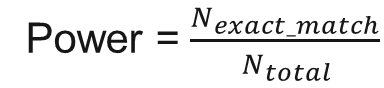 Power = N_exact_match / N_total